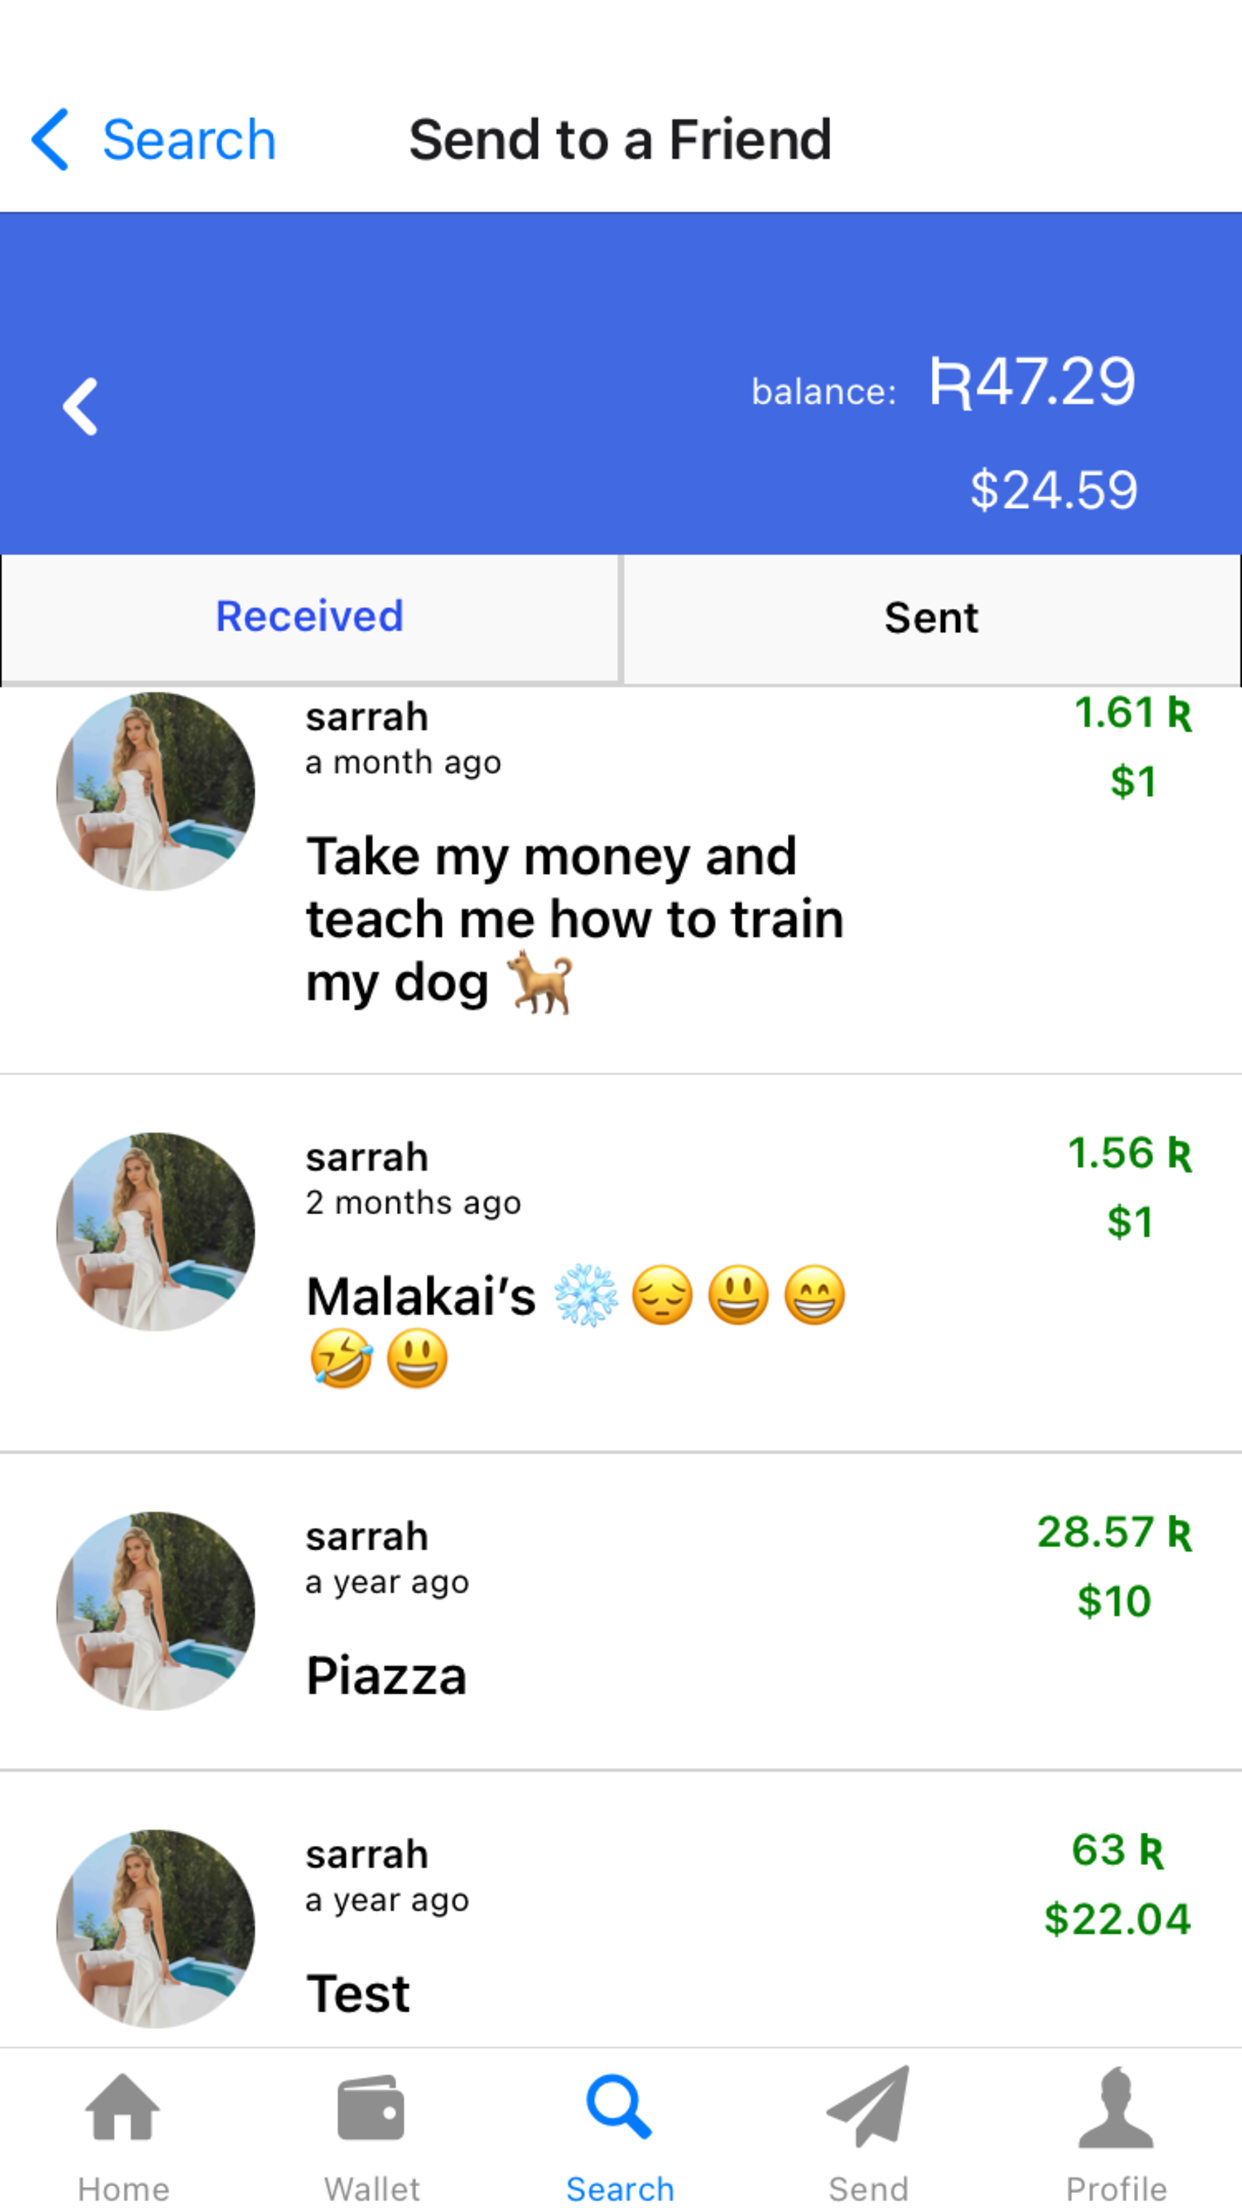 Search
Send to a Friend
balance: Ʀ47.29
$24.59
Received
Sent
sarrah
1.61 Ʀ
a month ago
$1
Take my money and
teach me how to train
my dog 🐕
sarrah
1.56 Ʀ
2 months ago
$1
Malakai’s ❄️😔😃😁
🤣😃
sarrah
28.57 Ʀ
a year ago
$10
Piazza
sarrah
63 Ʀ
a year ago
$22.04
Test
Home
Wallet
Search
Send
Profile